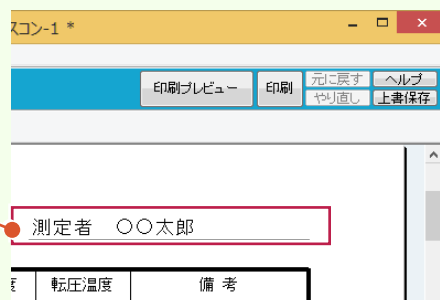 スコン-1 *
印刷プレビュー 印刷 元に戻す ヘルプ
やり直し 上書保存
測定者 〇〇太郎
度 転圧温度 備考